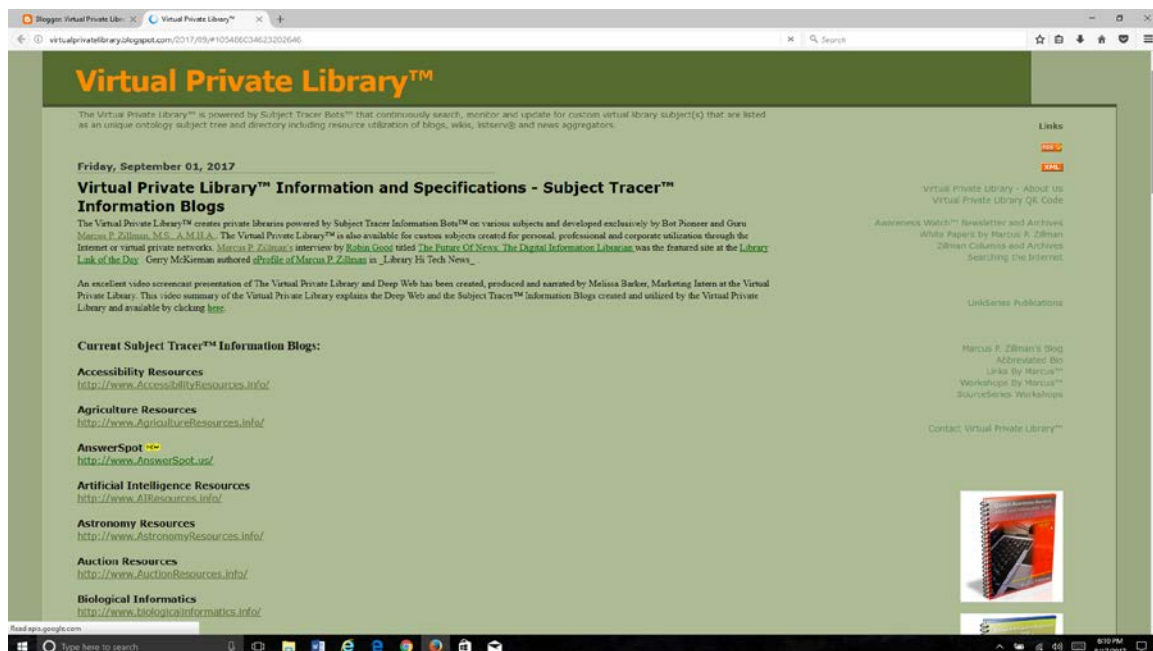 Blogger: Virtual Private Libr
Virtual Private Library™
virtualprivatelibrary.blogspot.com/2017/09/#105486034623202646
Search
Virtual Private Library™
The Virtual Private Library™ is powered by Subject Tracer Bots™ that continuously search, monitor and update for custom virtual library subject(s) that are listed
as an unique ontology subject tree and directory including resource utilization of blogs, wikis, listserv® and news aggregators.
Friday, September 01, 2017
Virtual Private Library™ Information and Specifications - Subject Tracer™
Information Blogs
The Virtual Private Library™ creates private libraries powered by Subject Tracer Information Bots™ on various subjects and developed exclusively by Bot Pioneer and Guru
Marcus P. Zillman, M.S., A.M.H.A.. The Virtual Private Library™ is also available for custom subjects created for personal, professional and corporate utilization through the
Internet or virtual private networks. Marcus P. Zillman's interview by Robin Good titled The Future Of News: The Digital Information Librarian was the featured site at the Library
Link of the Day. Gerry McKiernan authored eProfile of Marcus P. Zillman in _Library Hi Tech News_.
An excellent video screencast presentation of The Virtual Private Library and Deep Web has been created, produced and narrated by Melissa Barker, Marketing Intern at the Virtual
Private Library. This video summary of the Virtual Private Library explains the Deep Web and the Subject Tracer™ Information Blogs created and utilized by the Virtual Private
Library and available by clicking here.
Current Subject Tracer™ Information Blogs:
Accessibility Resources
http://www.AccessibilityResources.info/
Agriculture Resources
http://www.AgricultureResources.info/
AnswerSpot NEW
http://www.AnswerSpot.us/
Artificial Intelligence Resources
http://www.AIResources.info/
Astronomy Resources
http://www.AstronomyResources.info/
Auction Resources
http://www.AuctionResources.info/
Biological Informatics
http://www.biologicalinformatics.info/
Links
XML
Virtual Private Library - About Us
Virtual Private Library QR Code
Awareness Watch™ Newsletter and Archives
White Papers by Marcus P. Zillman
Zillman Columns and Archives
Searching the Internet
LinkSeries Publications
Marcus P. Zillman's Blog
Abbreviated Bio
Links By Marcus™
Workshops By Marcus™
SourceSeries Workshops
Contact Virtual Private Library™
Read apis.google.com
Type here to search
6:10 PM